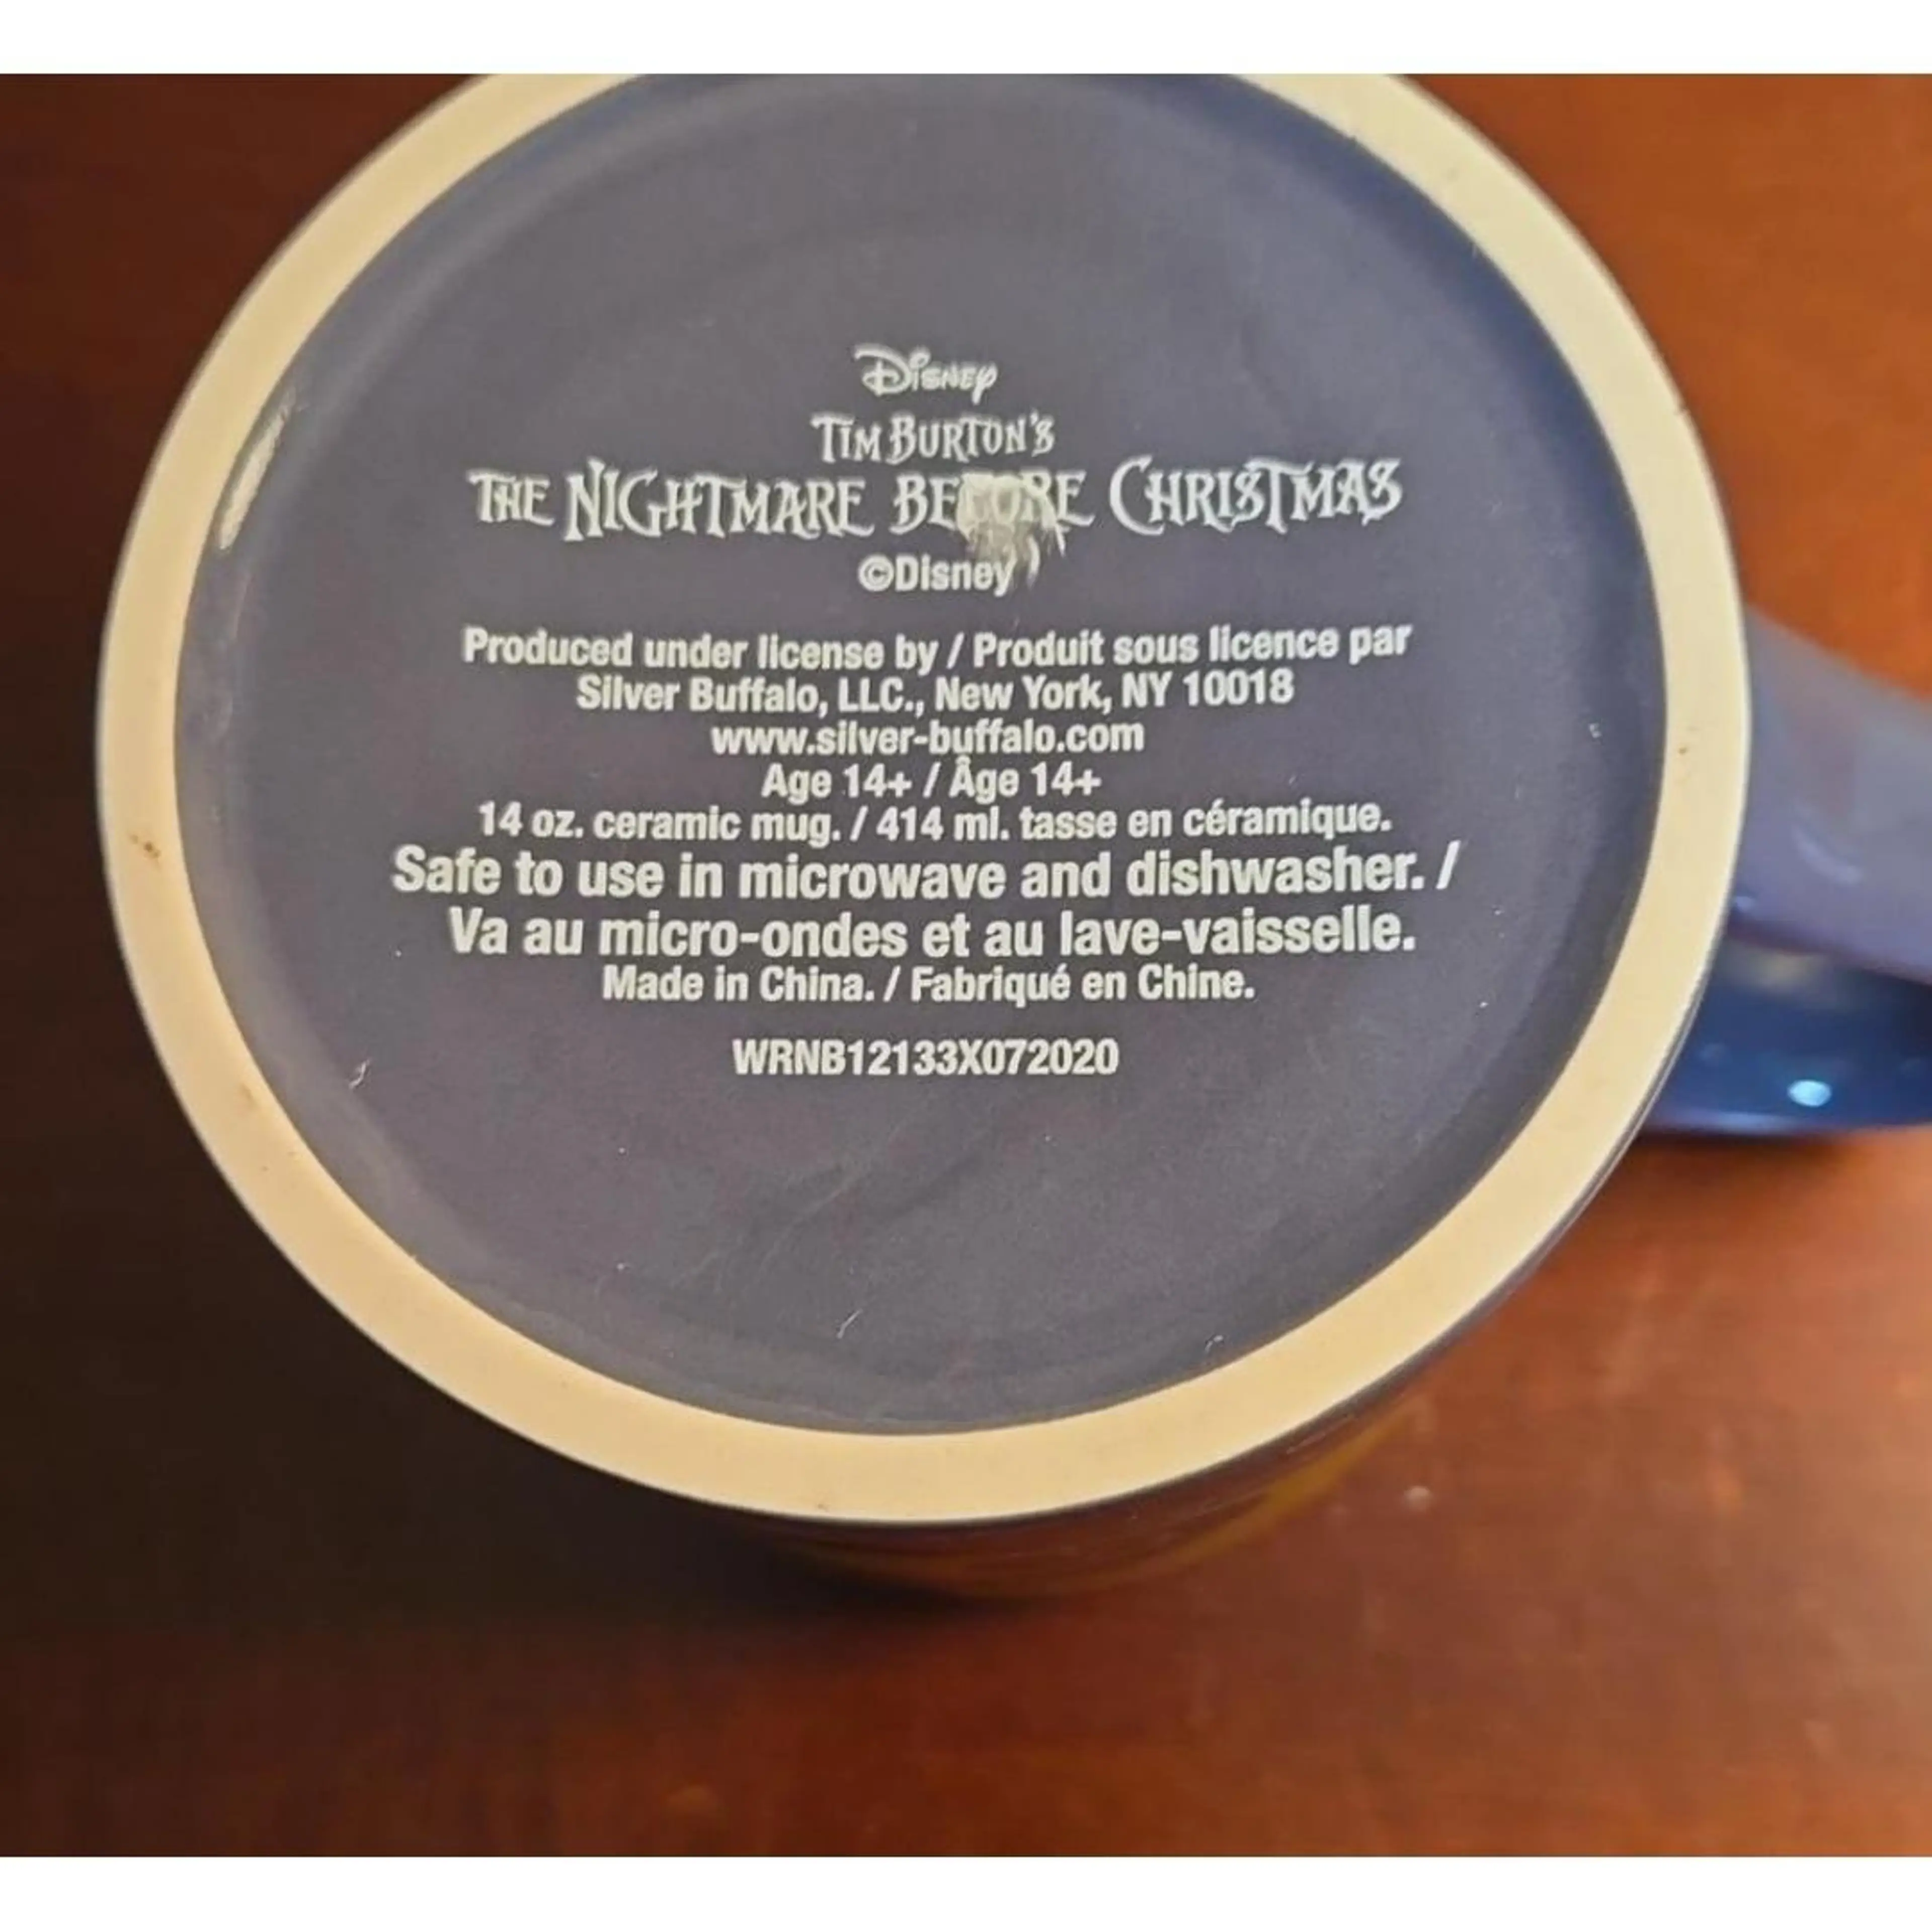 Disney
TIM BURTON'S
THE NIGHTMARE BEFORE CHRISTMAS
©Disney
Produced under license by / Produit sous licence par
Silver Buffalo, LLC., New York, NY 10018
www.silver-buffalo.com
Age 14+ / Âge 14+
14 oz. ceramic mug. / 414 ml. tasse en céramique.
Safe to use in microwave and dishwasher. /
Va au micro-ondes et au lave-vaisselle.
Made in China. / Fabriqué en Chine.
WRNB12133X072020